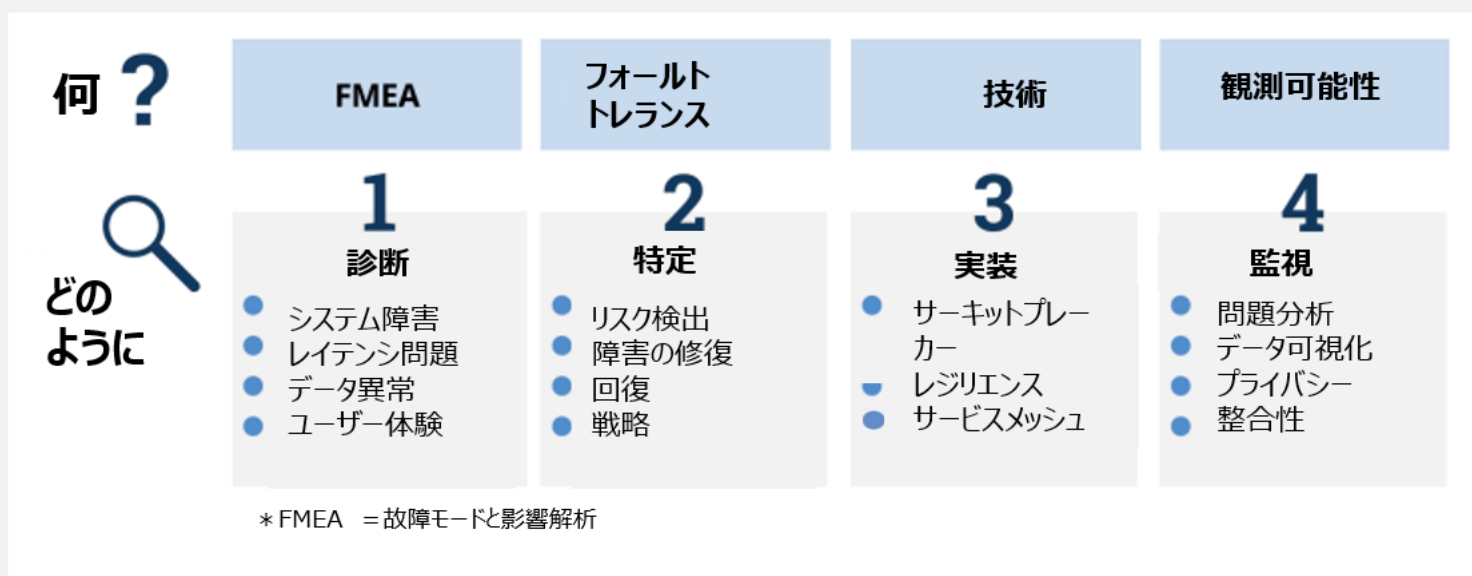 何?
FMEA
フォールト
トレランス
技術
観測可能性
どの
ように
1
診断
システム障害
レイテンシ問題
データ異常
ユーザー体験
2
特定
リスク検出
障害の修復
回復
戦略
3
実装
サーキットプレー
カー
レジリエンス
サービスメッシュ
4
監視
問題分析
データ可視化
プライバシー
整合性
*FMEA =故障モードと影響解析